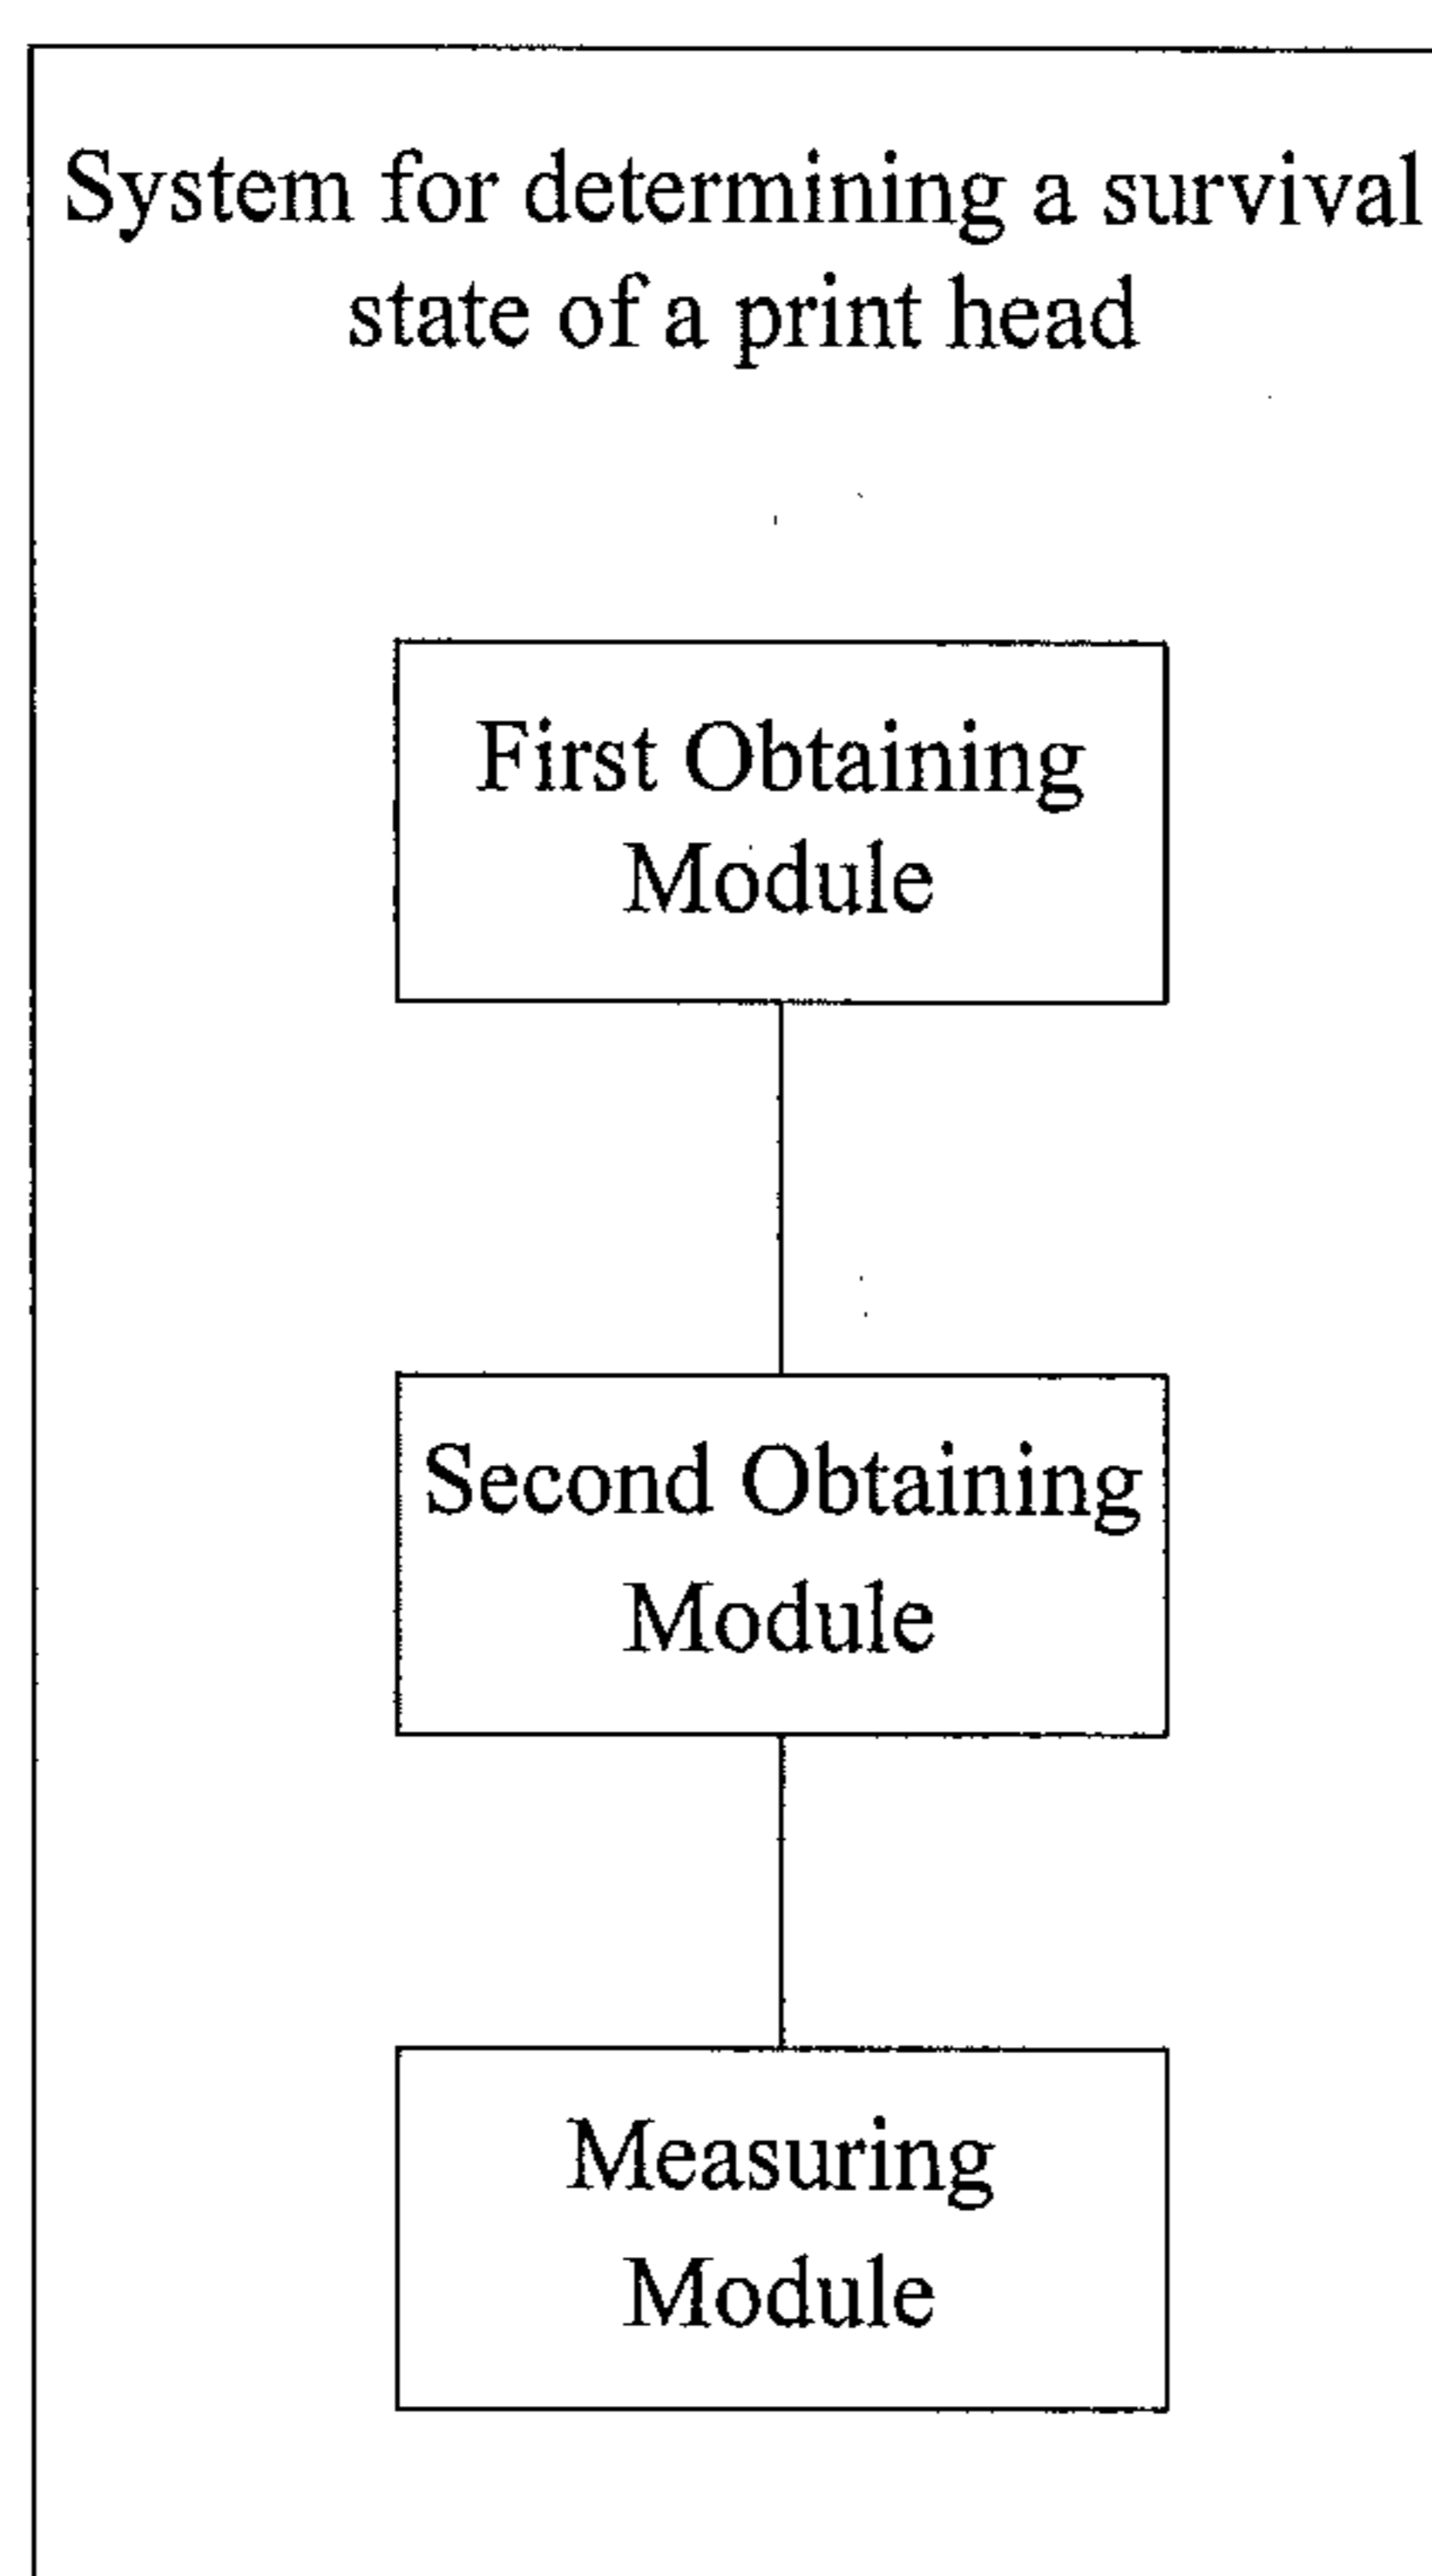 System for determining a survival
state of a print head
First Obtaining
Module
Second Obtaining
Module
Measuring
Module